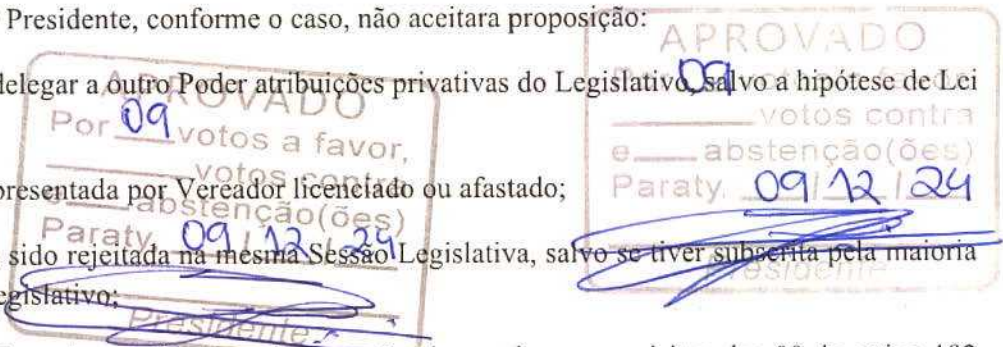 Presidente, conforme o caso, não aceitara proposição:
delegar a outro Poder atribuições privativas do Legislativo, salvo a hipótese de Lei
apresentada por Vereador licenciado ou afastado;
sido rejeitada na mesma Sessão Legislativa, salvo se tiver subscrita pela maioria
Legislativo;
APROVADO
Por 09 votos a favor,
votos contra
e abstenção(ões)
Paraty, 09/12/24
Presidente
APROVADO
09
votos contra
e abstenção(ões)
Paraty, 09/12/24
Presidente